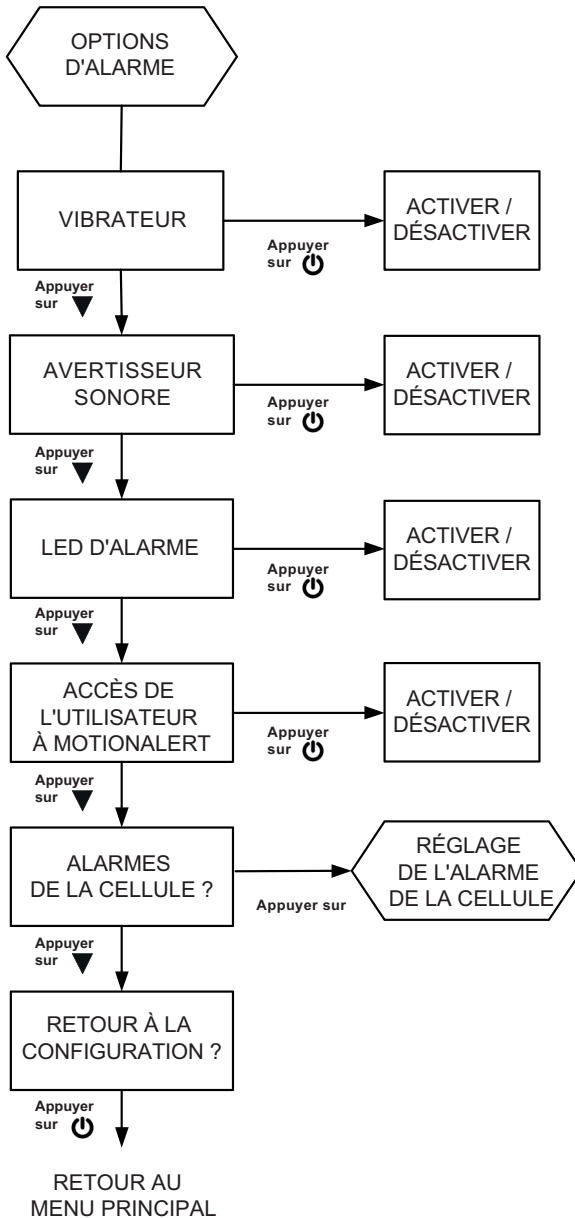 OPTIONS
D'ALARME
VIBRATEUR
Appuyer
sur
ACTIVER /
DÉSACTIVER
Appuyer
sur
AVERTISSEUR
SONORE
Appuyer
sur
ACTIVER /
DÉSACTIVER
Appuyer
sur
LED D'ALARME
Appuyer
sur
ACTIVER /
DÉSACTIVER
Appuyer
sur
ACCÈS DE
L'UTILISATEUR
À MOTIONALERT
Appuyer
sur
ACTIVER /
DÉSACTIVER
Appuyer
sur
ALARMES
DE LA CELLULE ?
Appuyer sur
RÉGLAGE
DE L'ALARME
DE LA CELLULE
Appuyer
sur
RETOUR À LA
CONFIGURATION ?
Appuyer
sur
RETOUR AU
MENU PRINCIPAL